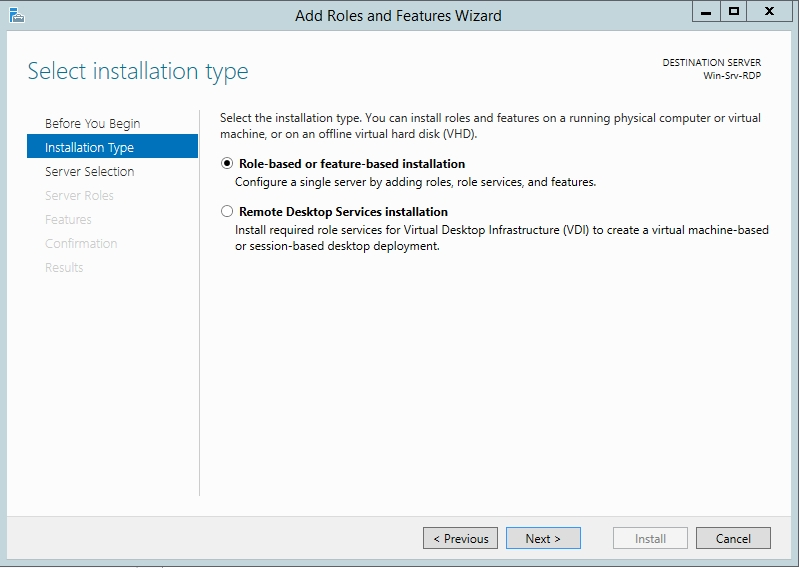 Add Roles and Features Wizard
Select installation type
DESTINATION SERVER
Win-Srv-RDP
Before You Begin
Installation Type
Server Selection
Server Roles
Features
Confirmation
Results
Select the installation type. You can install roles and features on a running physical computer or virtual
machine, or on an offline virtual hard disk (VHD).
Role-based or feature-based installation
Configure a single server by adding roles, role services, and features.
Remote Desktop Services installation
Install required role services for Virtual Desktop Infrastructure (VDI) to create a virtual machine-based
or session-based desktop deployment.
< Previous
Next >
Install
Cancel